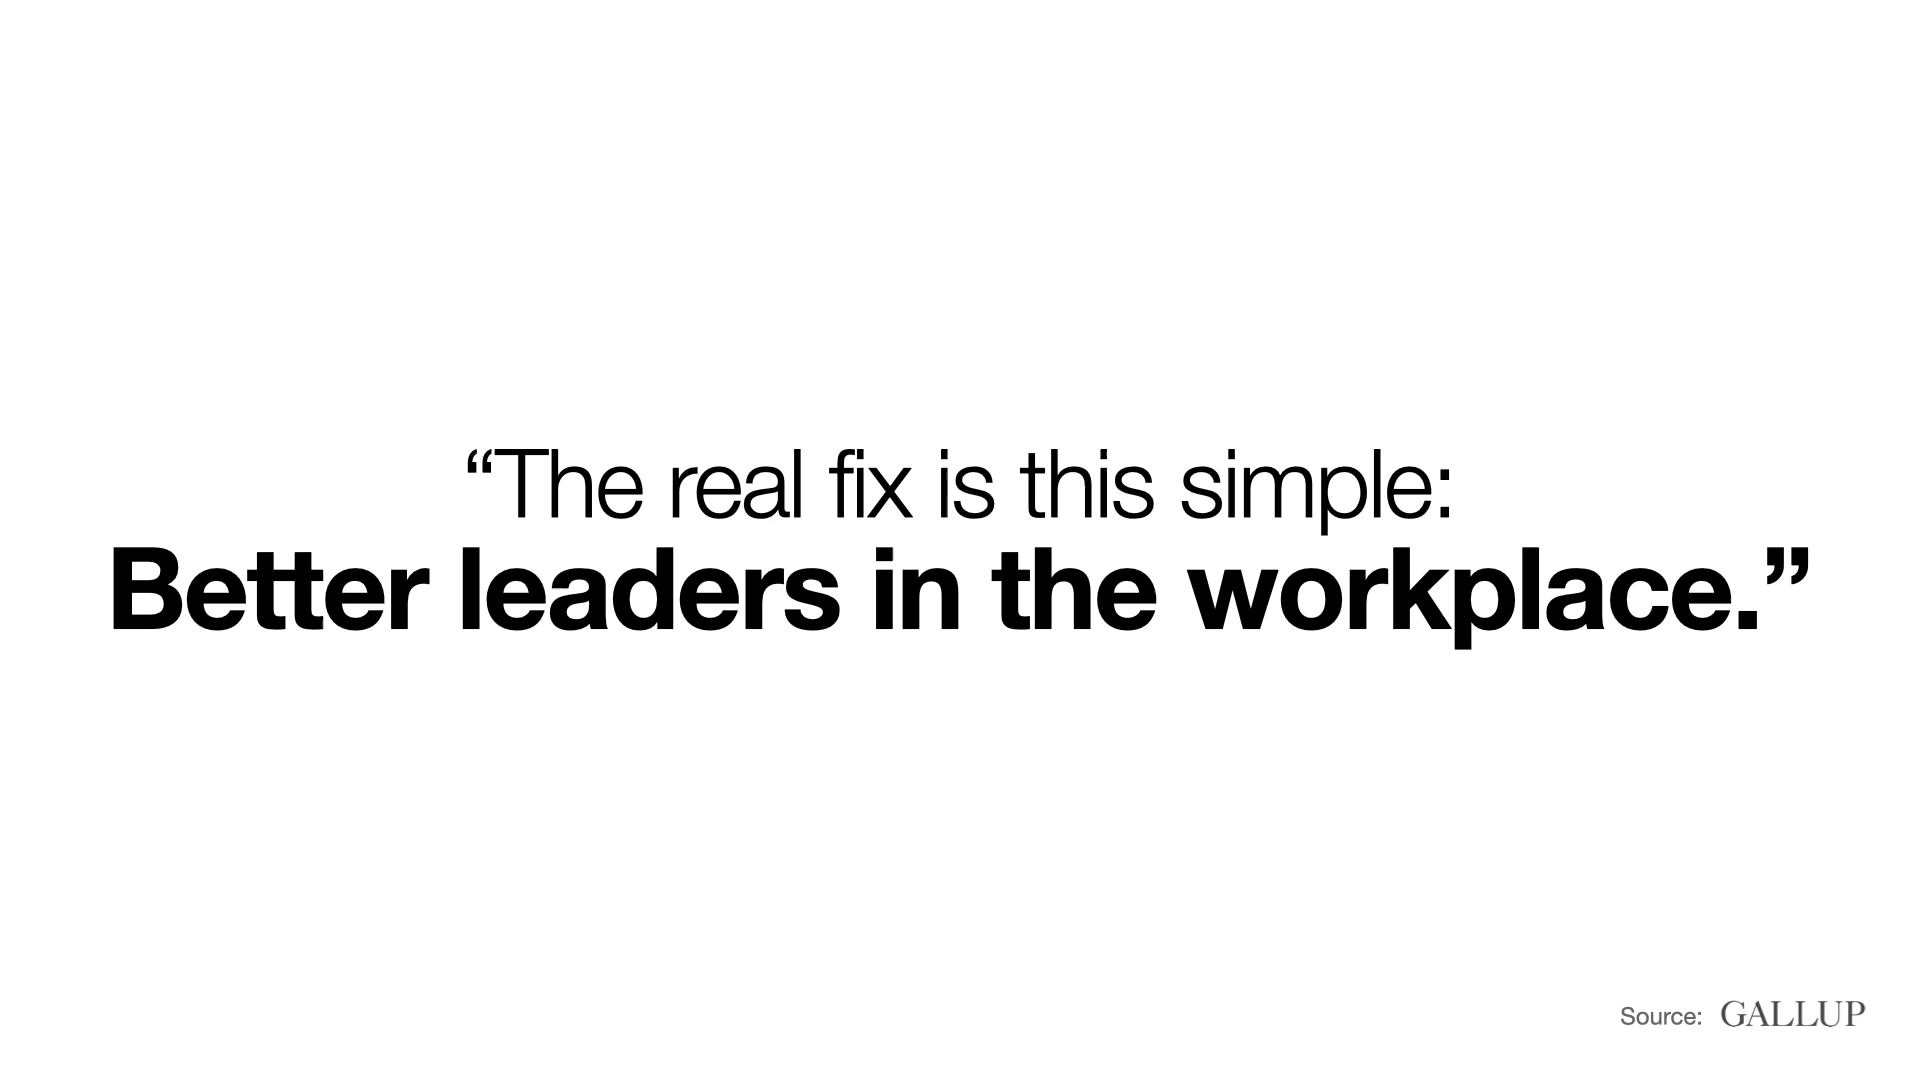 “The real fix is this simple:
Better leaders in the workplace.”
Source: GALLUP